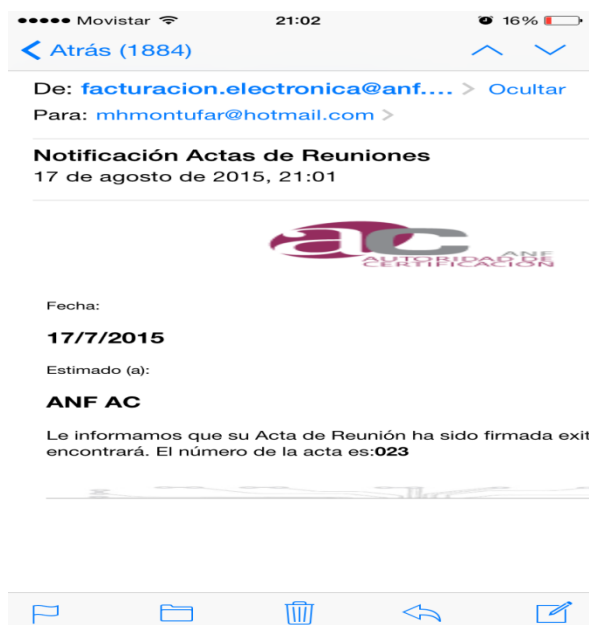 Movistar 21:02 16%
Atrás (1884)
De: facturacion.electronica@anf.... > Ocultar
Para: mhmontufar@hotmail.com >
Notificación Actas de Reuniones
17 de agosto de 2015, 21:01
ac
ANF
AUTORIDAD DE
CERTIFICACIÓN
Fecha:
17/7/2015
Estimado (a):
ANF AC
Le informamos que su Acta de Reunión ha sido firmada exit
encontrará. El número de la acta es:023